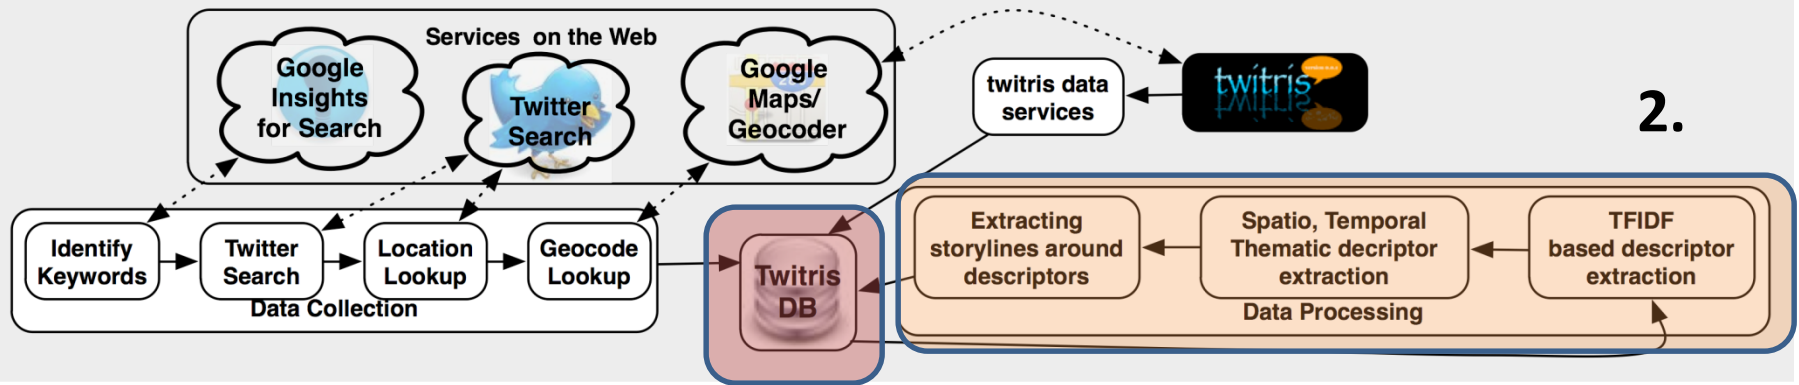 Services on the Web
Google
Insights
for Search
Twitter
Search
Google
Maps/
Geocoder
twitris data
services
twitris
2.
Identify
Keywords
Twitter
Search
Location
Lookup
Geocode
Lookup
Data Collection
Twitris
DB
Extracting
storylines around
descriptors
Spatio, Temporal
Thematic decriptor
extraction
TFIDF
based descriptor
extraction
Data Processing